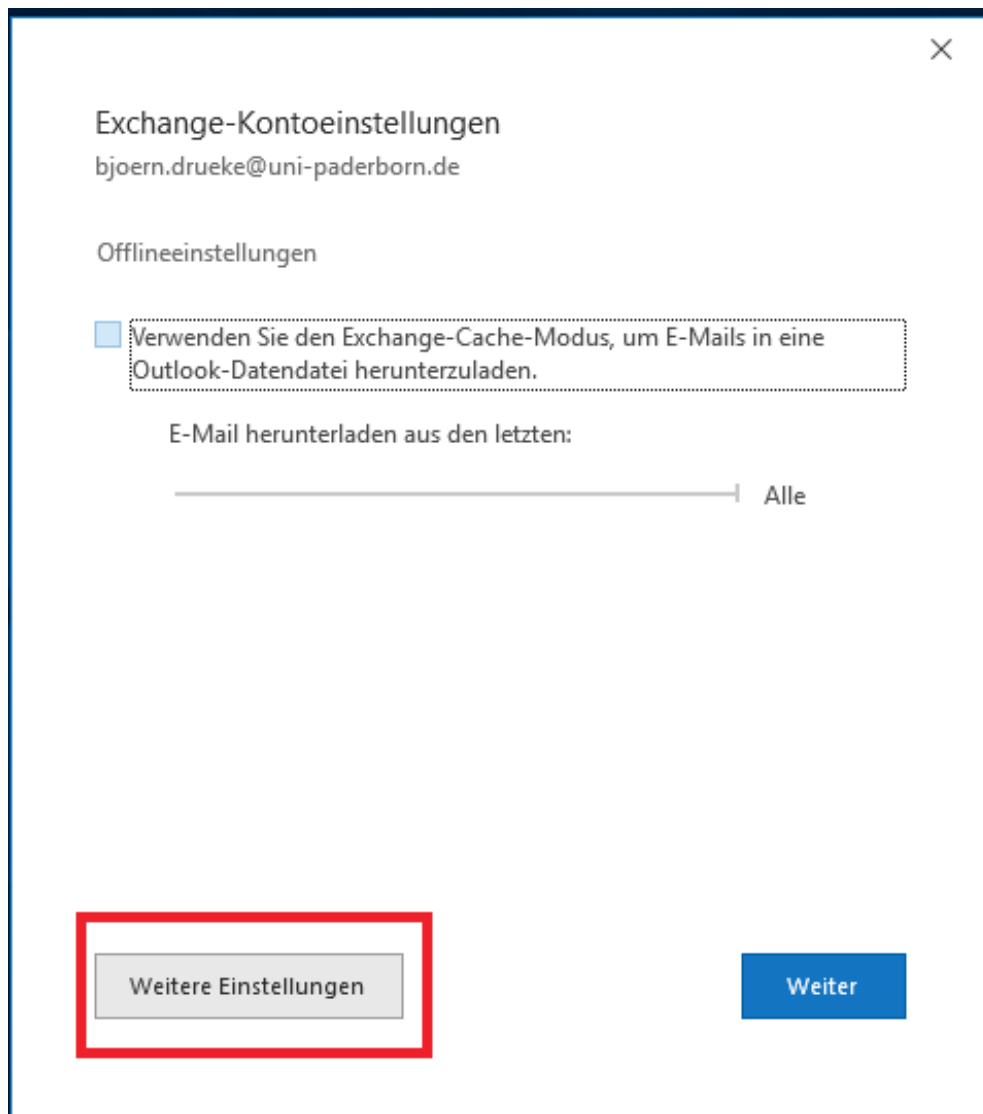 Exchange-Kontoeinstellungen
bjoern.drueke@uni-paderborn.de
Offlineeinstellungen
Verwenden Sie den Exchange-Cache-Modus, um E-Mails in eine
Outlook-Datendatei herunterzuladen.
E-Mail herunterladen aus den letzten:
Alle
Weitere Einstellungen
Weiter